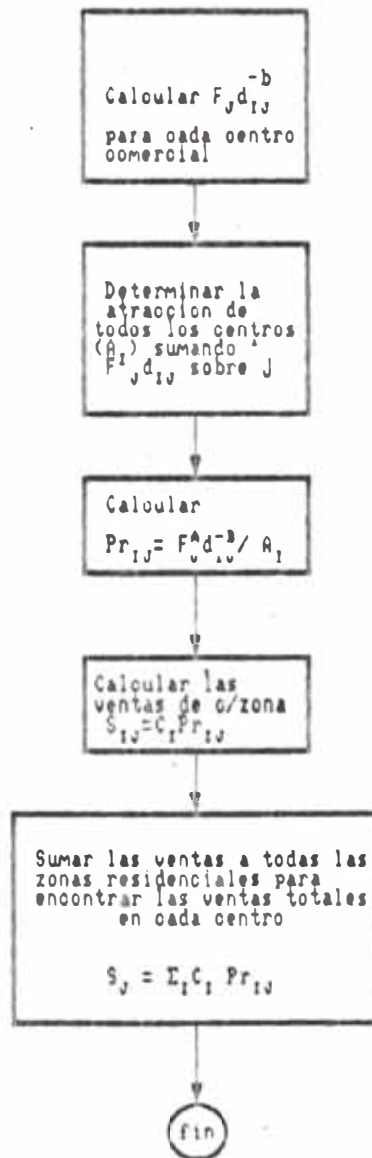 Calcular F_J d_IJ^-b
para cada centro
comercial
Determinar la
atraccion de
todos los centros
(A_I) sumando
F_J d_IJ sobre J
Calcular
Pr_IJ = F_J^A d_IJ^-B / A_I
Calcular las
ventas de c/zona
S_IJ = C_I Pr_IJ
Sumar las ventas a todas las
zonas residenciales para
encontrar las ventas totales
en cada centro
S_J = Σ_I C_I Pr_IJ
fin